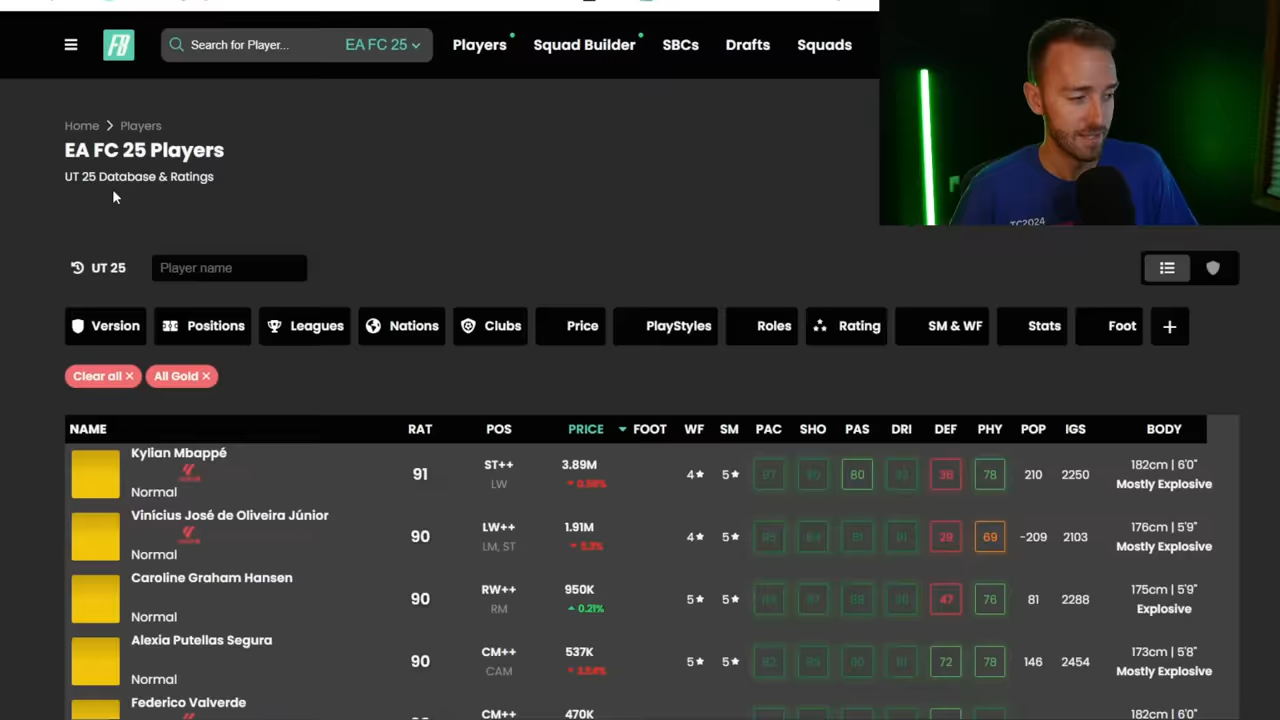 FB
Search for Player...
EA FC 25
Players
Squad Builder
SBCs
Drafts
Squads
TC2024
Home
Players
EA FC 25 Players
UT 25 Database & Ratings
UT 25
Player name
Version
Positions
Leagues
Nations
Clubs
Price
PlayStyles
Roles
Rating
SM & WF
Stats
Foot
+
Clear all ×
All Gold ×
NAME RAT POS PRICE FOOT WF SM PAC SHO PAS DRI DEF PHY POP IGS BODY
Kylian Mbappé
Normal
91
ST++
LW
3.89M
4★ 5★
80
36
78
210
2250
182cm | 6'0"
Mostly Explosive
Vinícius José de Oliveira Júnior
Normal
90
LW++
LM, ST
1.91M
5.3%
4★ 5★
29
69
-209
2103
176cm | 5'9"
Mostly Explosive
Caroline Graham Hansen
Normal
90
RW++
RM
950K
0.21%
5★ 5★
47
76
81
2288
175cm | 5'9"
Explosive
Alexia Putellas Segura
Normal
90
CM++
CAM
537K
5★ 5★
72
78
146
2454
173cm | 5'8"
Mostly Explosive
Federico Valverde
CM++
470K
182cm | 6'0"